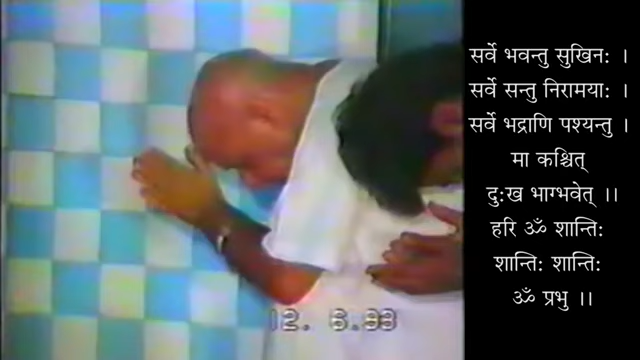 सर्वे भवन्तु सुखिन: ।
सर्वे सन्तु निरामया: ।
सर्वे भद्राणि पश्यन्तु ।
मा कश्चित्
दु:ख भाग्भवेत् ।।
हरि ॐ शान्ति:
शान्ति: शान्ति:
ॐ प्रभु ।।
12. 6.93